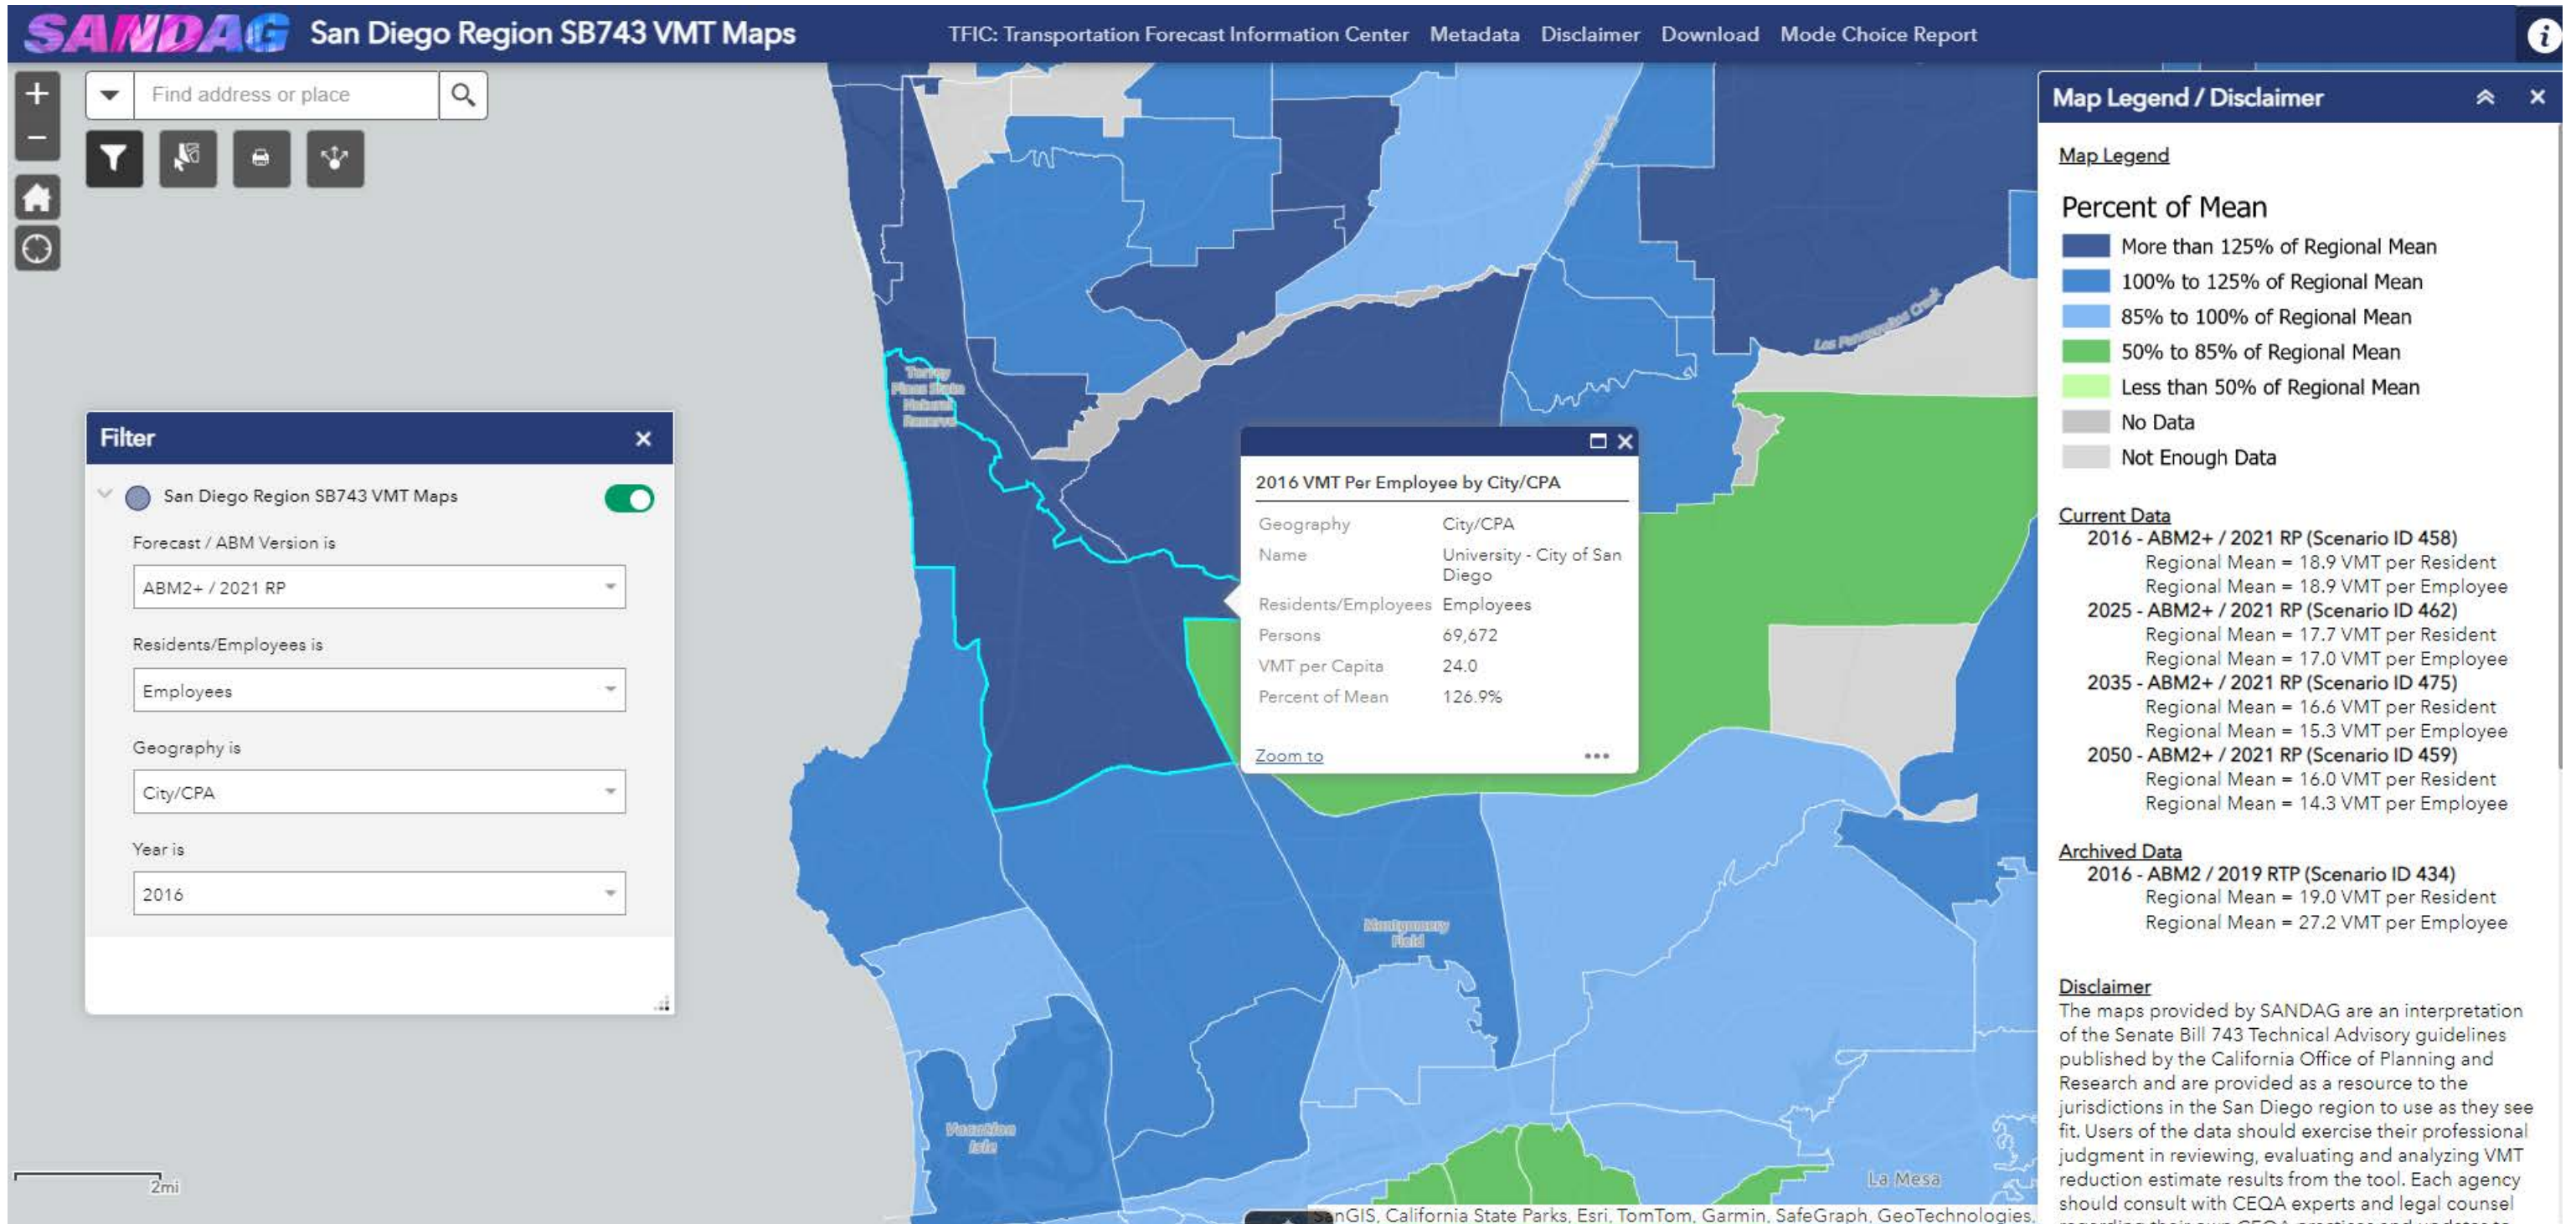 SANDAG San Diego Region SB743 VMT Maps TFIC: Transportation Forecast Information Center Metadata Disclaimer Download Mode Choice Report
Find address or place
Filter
San Diego Region SB743 VMT Maps
Forecast / ABM Version is
ABM2+ / 2021 RP
Residents/Employees is
Employees
Geography is
City/CPA
Year is
2016
2mi
Torrey
Pines State
Natural
Reserve
Los Penasquitos Creek
2016 VMT Per Employee by City/CPA
Geography City/CPA
Name University - City of San
Diego
Residents/Employees Employees
Persons 69,672
VMT per Capita 24.0
Percent of Mean 126.9%
Zoom to
Montgomery
Field
Vacation
Isle
La Mesa
SanGIS, California State Parks, Esri, TomTom, Garmin, SafeGraph, GeoTechnologies,
Map Legend / Disclaimer
Map Legend
Percent of Mean
More than 125% of Regional Mean
100% to 125% of Regional Mean
85% to 100% of Regional Mean
50% to 85% of Regional Mean
Less than 50% of Regional Mean
No Data
Not Enough Data
Current Data
2016 - ABM2+ / 2021 RP (Scenario ID 458)
Regional Mean = 18.9 VMT per Resident
Regional Mean = 18.9 VMT per Employee
2025 - ABM2+ / 2021 RP (Scenario ID 462)
Regional Mean = 17.7 VMT per Resident
Regional Mean = 17.0 VMT per Employee
2035 - ABM2+ / 2021 RP (Scenario ID 475)
Regional Mean = 16.6 VMT per Resident
Regional Mean = 15.3 VMT per Employee
2050 - ABM2+ / 2021 RP (Scenario ID 459)
Regional Mean = 16.0 VMT per Resident
Regional Mean = 14.3 VMT per Employee
Archived Data
2016 - ABM2 / 2019 RTP (Scenario ID 434)
Regional Mean = 19.0 VMT per Resident
Regional Mean = 27.2 VMT per Employee
Disclaimer
The maps provided by SANDAG are an interpretation
of the Senate Bill 743 Technical Advisory guidelines
published by the California Office of Planning and
Research and are provided as a resource to the
jurisdictions in the San Diego region to use as they see
fit. Users of the data should exercise their professional
judgment in reviewing, evaluating and analyzing VMT
reduction estimate results from the tool. Each agency
should consult with CEQA experts and legal counsel